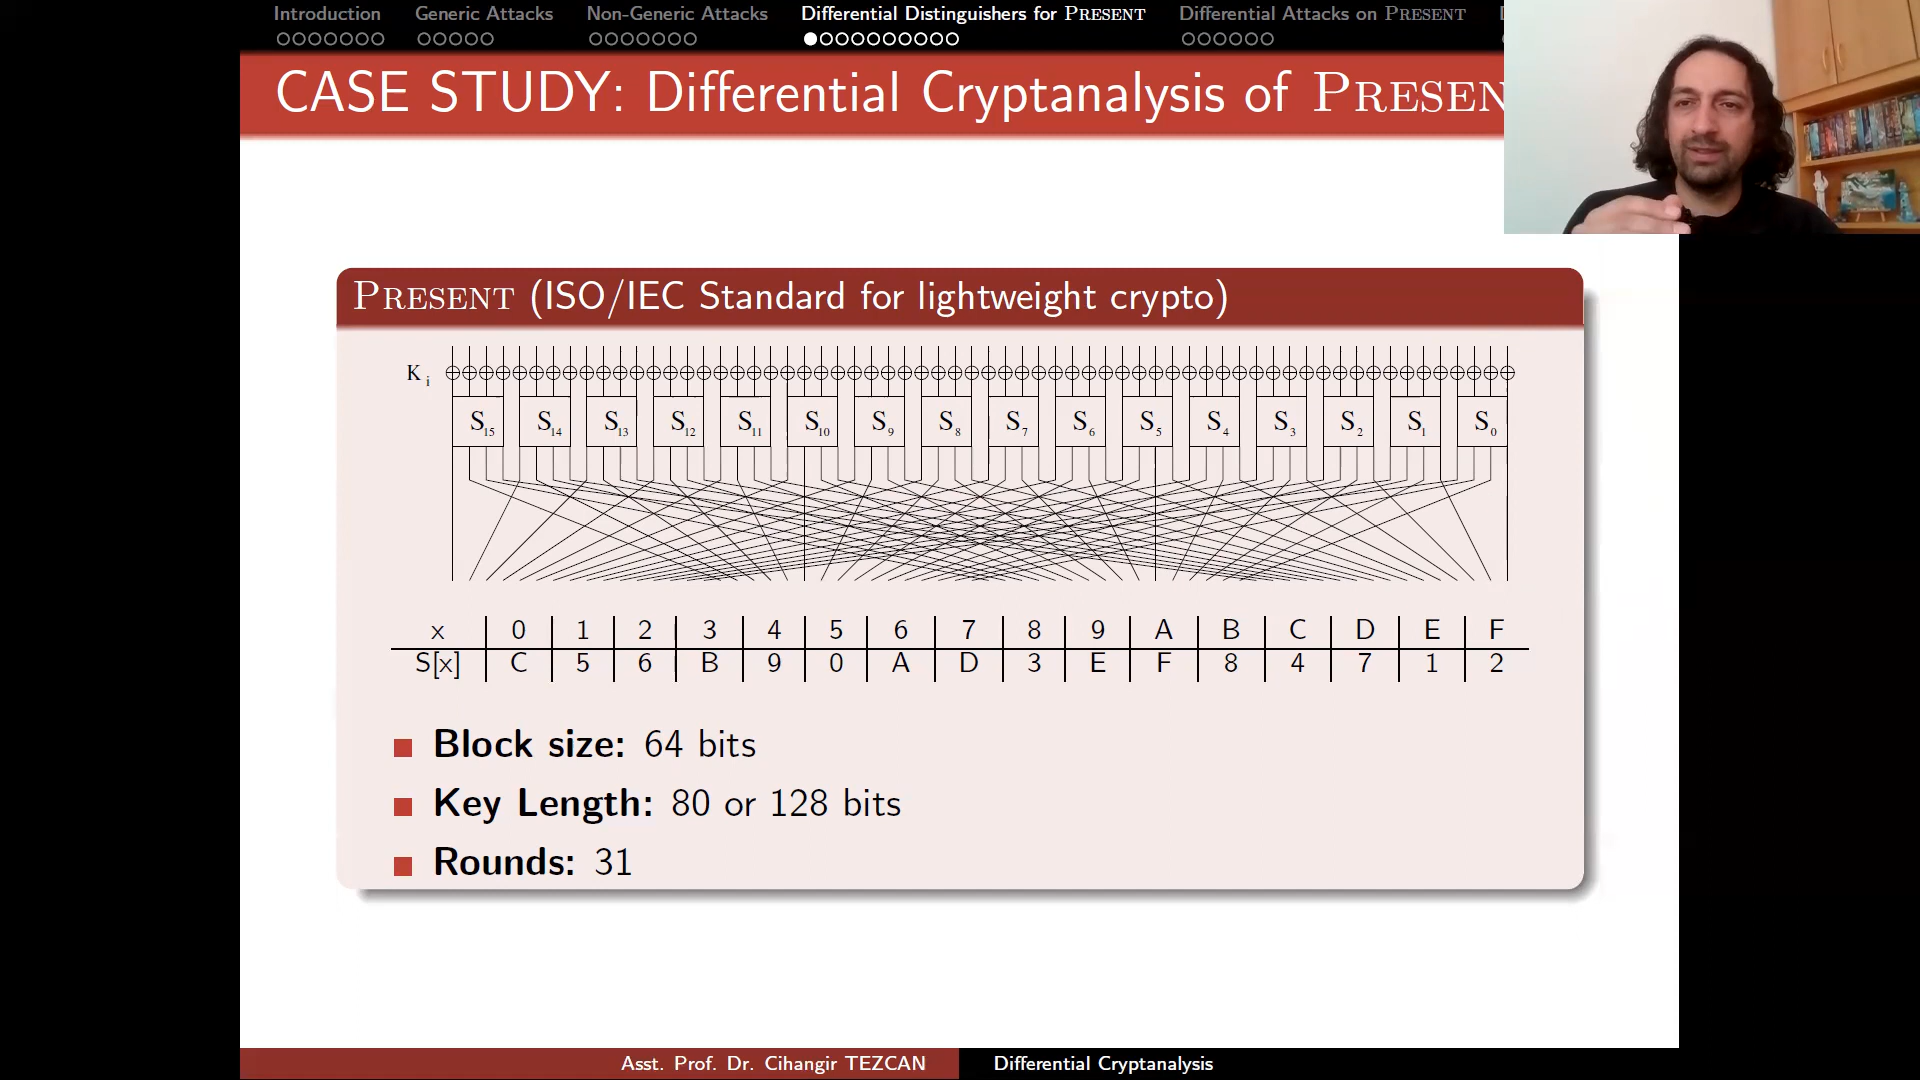 Introduction Generic Attacks Non-Generic Attacks Differential Distinguishers for PRESENT Differential Attacks on PRESENT
CASE STUDY: Differential Cryptanalysis of PRESEN
PRESENT (ISO/IEC Standard for lightweight crypto)
K i
S15 S14 S13 S12 S11 S10 S9 S8 S7 S6 S5 S4 S3 S2 S1 S0
x 0 1 2 3 4 5 6 7 8 9 A B C D E F
S[x] C 5 6 B 9 0 A D 3 E F 8 4 7 1 2
Block size: 64 bits
Key Length: 80 or 128 bits
Rounds: 31
Asst. Prof. Dr. Cihangir TEZCAN Differential Cryptanalysis